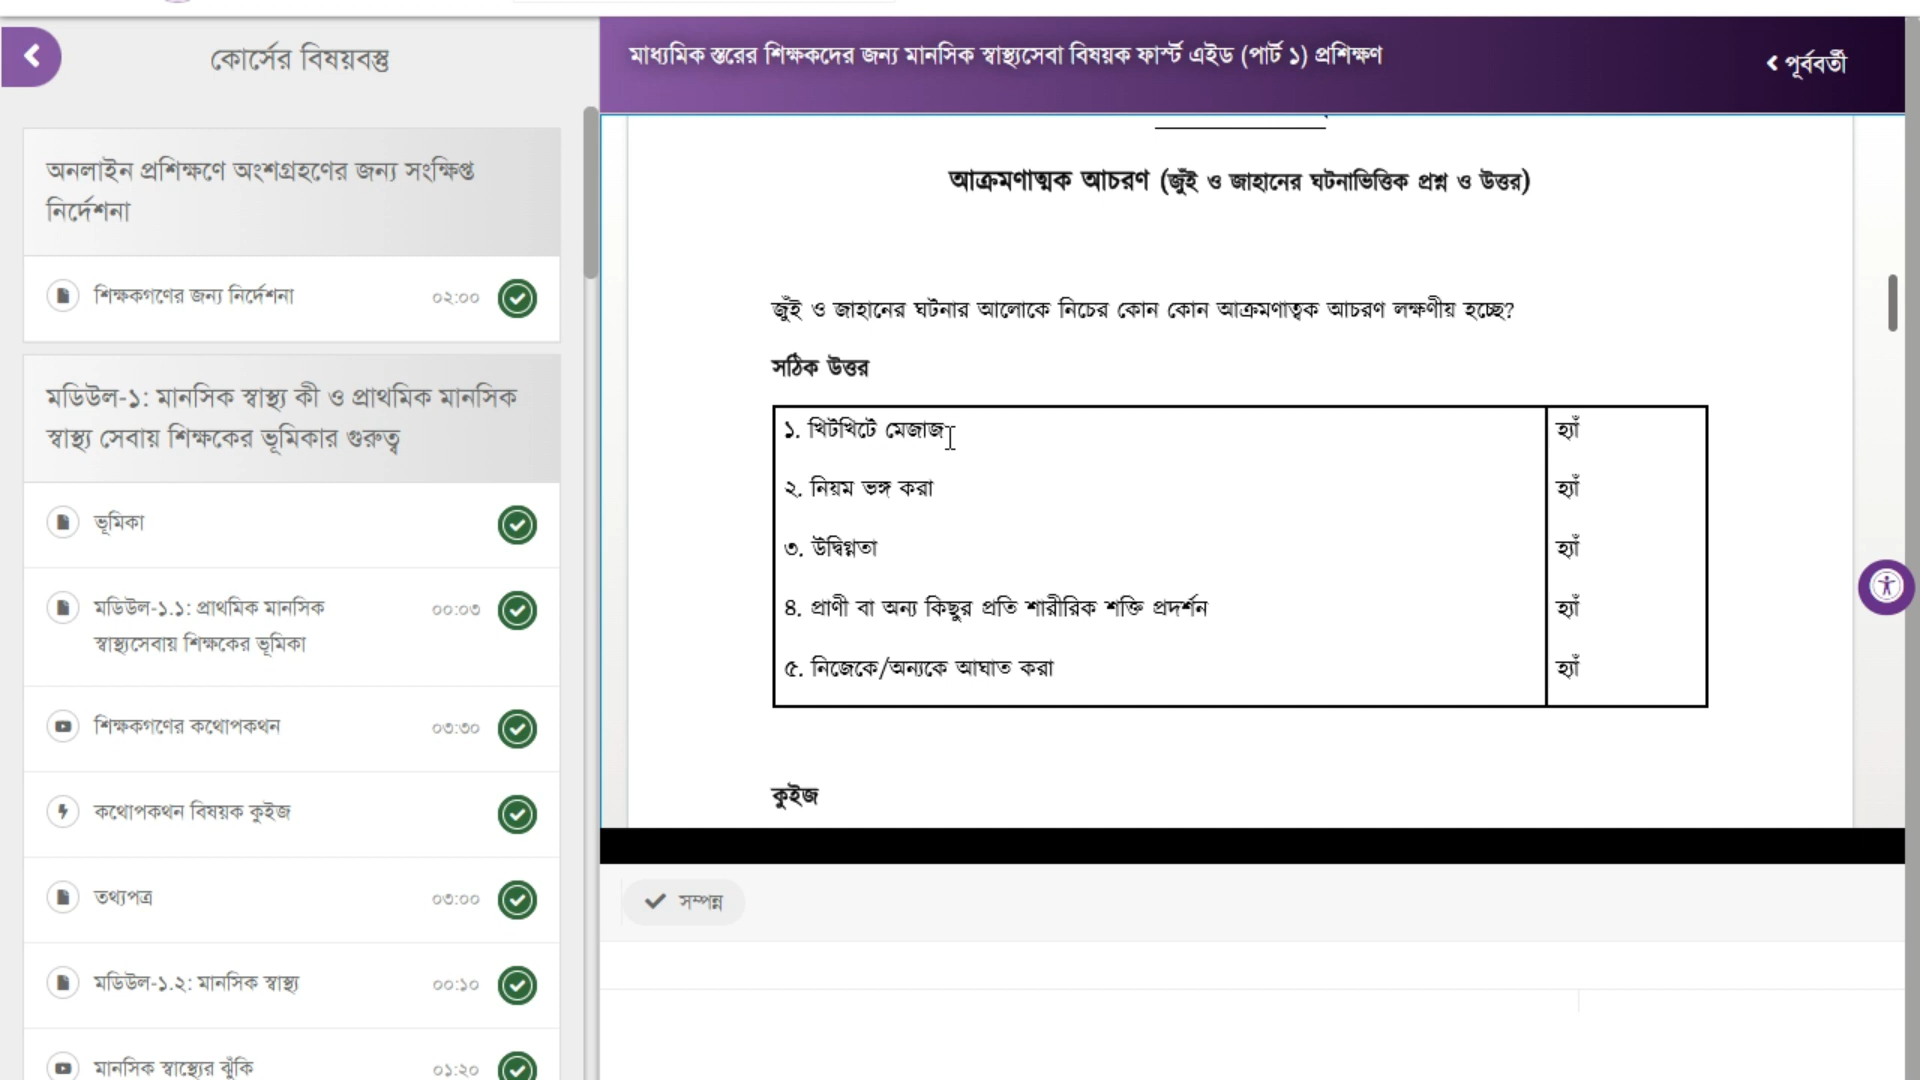 কোর্সের বিষয়বস্তু
অনলাইন প্রশিক্ষণে অংশগ্রহণের জন্য সংক্ষিপ্ত
নির্দেশনা
শিক্ষকগণের জন্য নির্দেশনা
০২:০০
মডিউল-১: মানসিক স্বাস্থ্য কী ও প্রাথমিক মানসিক
স্বাস্থ্য সেবায় শিক্ষকের ভূমিকার গুরুত্ব
ভূমিকা
মডিউল-১.১: প্রাথমিক মানসিক
স্বাস্থ্যসেবায় শিক্ষকের ভূমিকা
০০:০৩
শিক্ষকগণের কথোপকথন
০৩:৩০
কথোপকথন বিষয়ক কুইজ
তথ্যপত্র
০৩:০০
মডিউল-১.২: মানসিক স্বাস্থ্য
০০:১০
মানসিক স্বাস্থ্যের ঝুঁকি
০১:২০
মাধ্যমিক স্তরের শিক্ষকদের জন্য মানসিক স্বাস্থ্যসেবা বিষয়ক ফার্স্ট এইড (পার্ট ১) প্রশিক্ষণ
পূর্ববর্তী
আক্রমণাত্মক আচরণ (জুঁই ও জাহানের ঘটনাভিত্তিক প্রশ্ন ও উত্তর)
জুঁই ও জাহানের ঘটনার আলোকে নিচের কোন কোন আক্রমণাত্বক আচরণ লক্ষণীয় হচ্ছে?
সঠিক উত্তর
১. খিটখিটে মেজাজ হ্যাঁ
২. নিয়ম ভঙ্গ করা হ্যাঁ
৩. উদ্বিগ্নতা হ্যাঁ
৪. প্রাণী বা অন্য কিছুর প্রতি শারীরিক শক্তি প্রদর্শন হ্যাঁ
৫. নিজেকে/অন্যকে আঘাত করা হ্যাঁ
কুইজ
সম্পন্ন